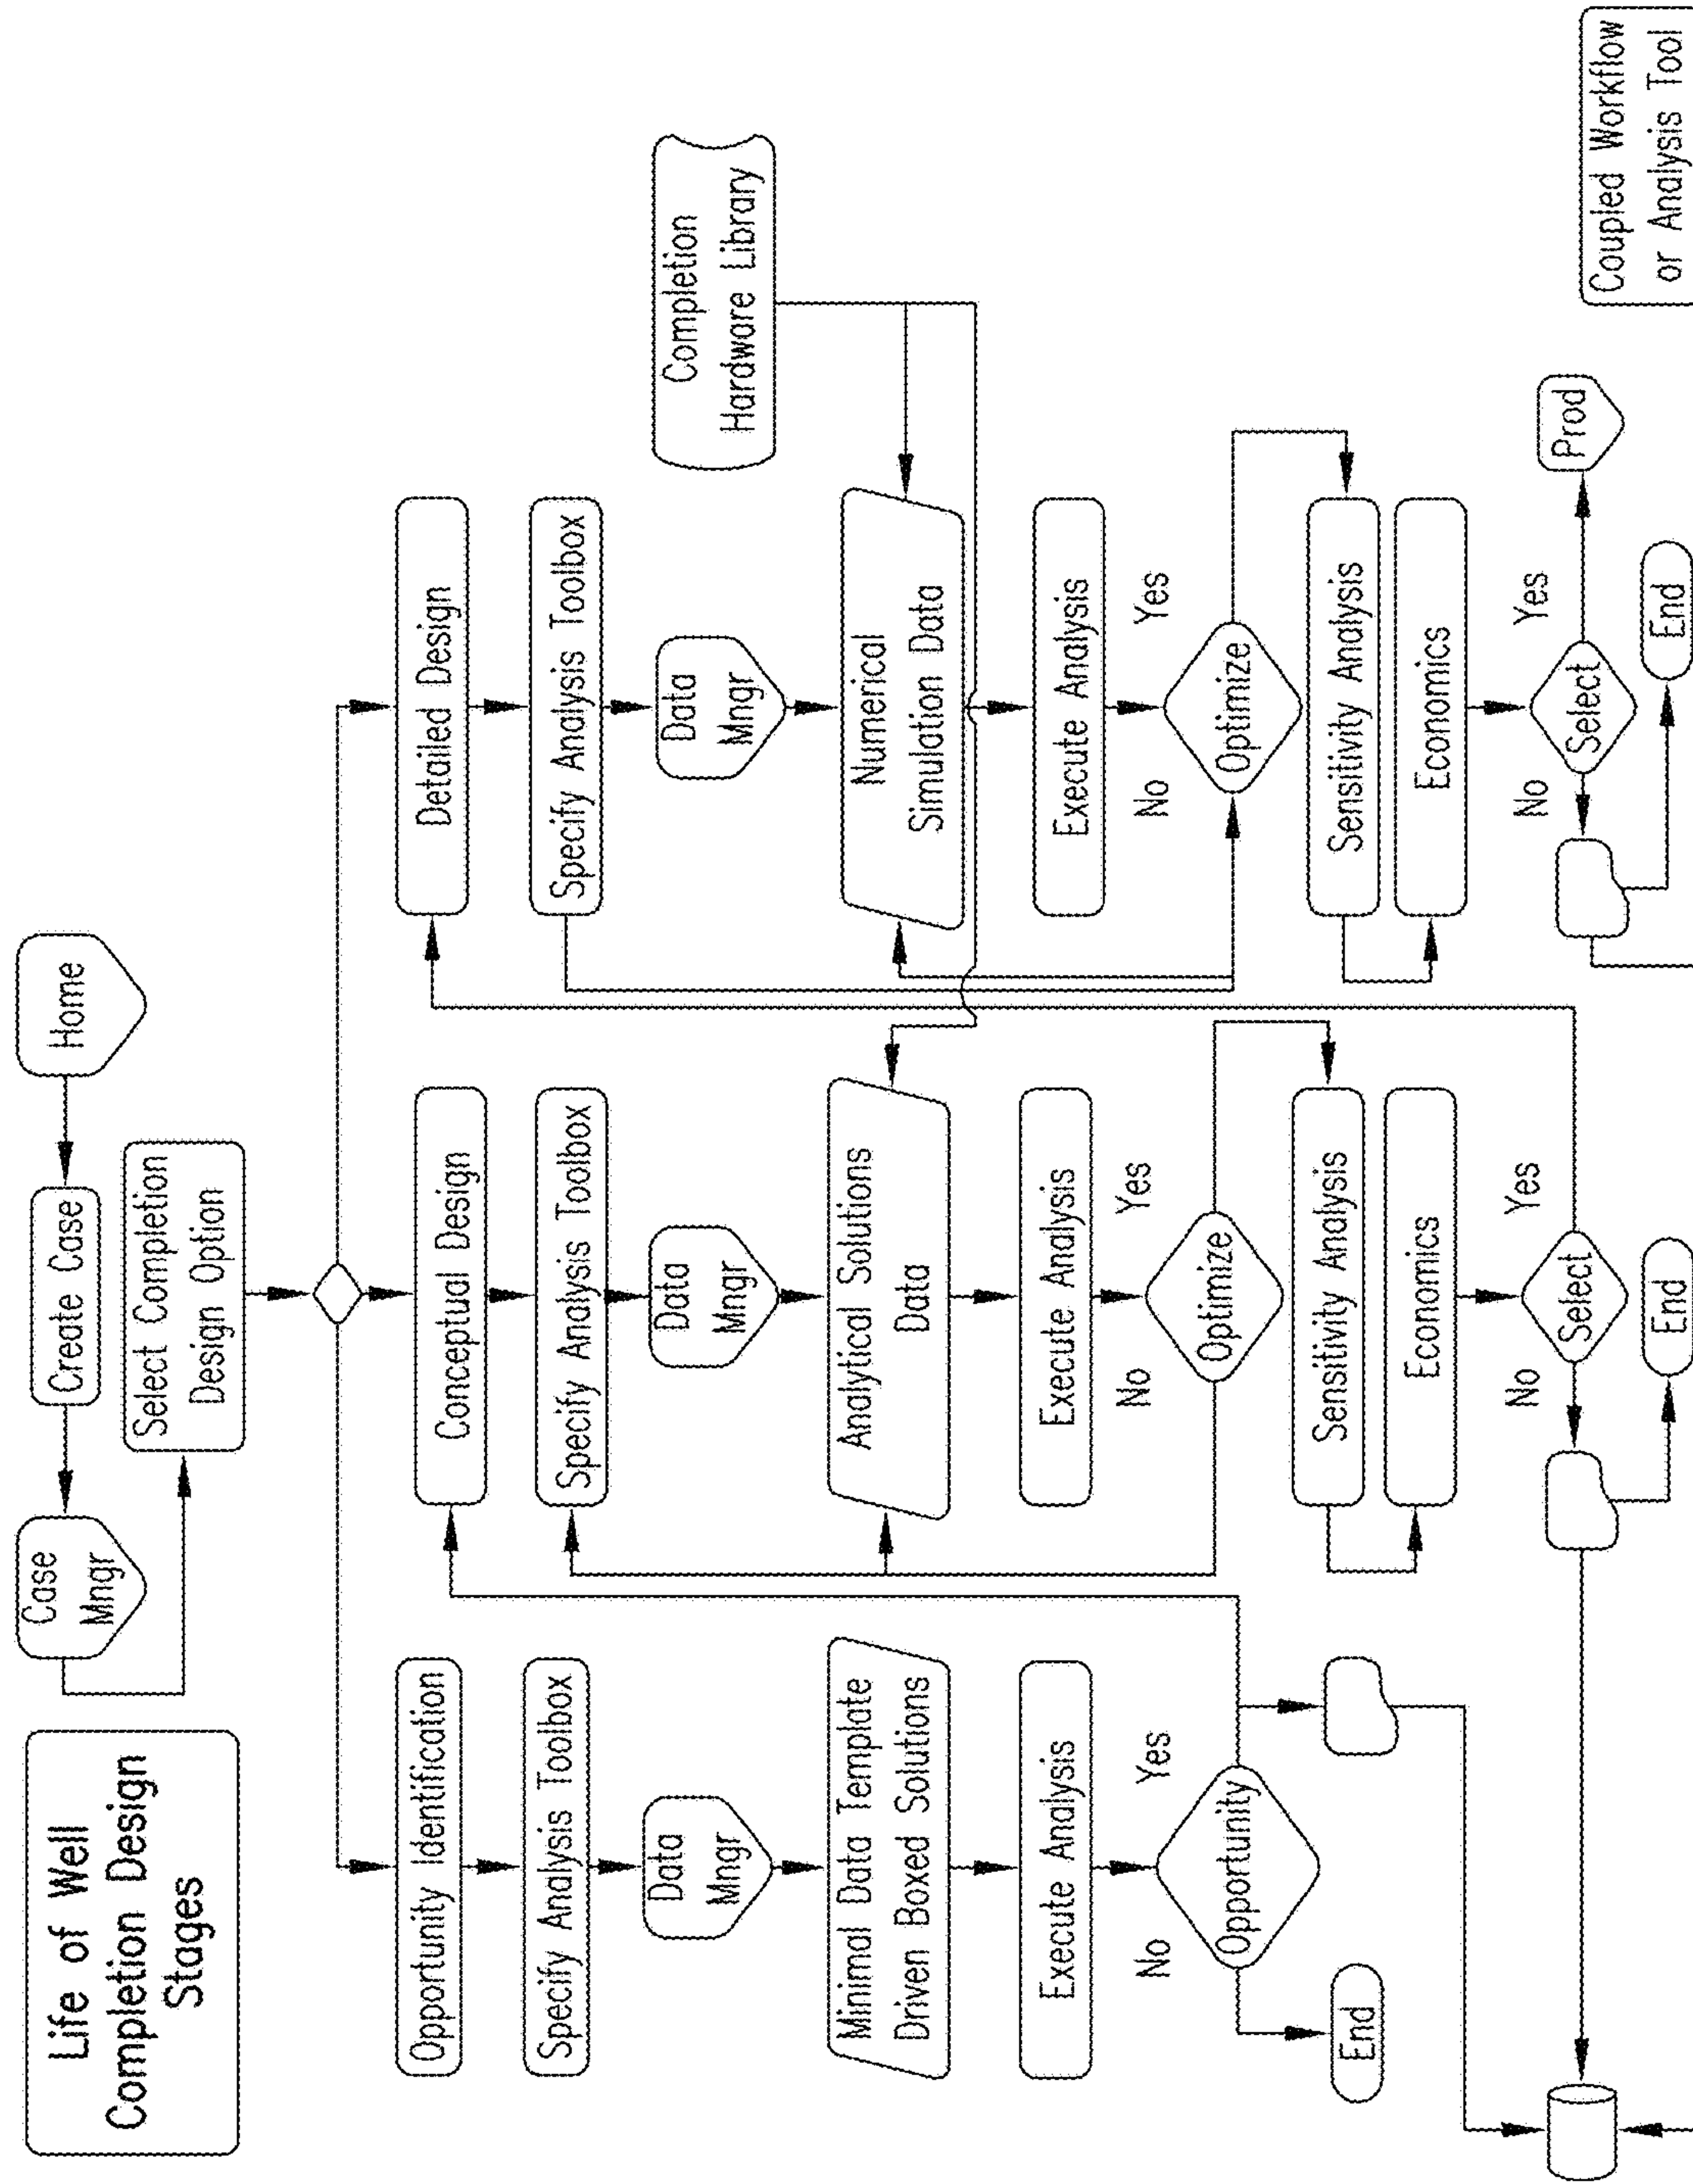 Life of Well
Completion Design
Stages
Home
Create Case
Case
Mngr
Select Completion
Design Option
Opportunity Identification
Specify Analysis Toolbox
Data
Mngr
Minimal Data Template
Driven Boxed Solutions
Execute Analysis
No
Yes
Opportunity
End
Conceptual Design
Specify Analysis Toolbox
Data
Mngr
Analytical Solutions
Data
Execute Analysis
No
Yes
Optimize
Sensitivity Analysis
Economics
No
Yes
Select
End
Detailed Design
Specify Analysis Toolbox
Data
Mngr
Completion
Hardware Library
Numerical
Simulation Data
Execute Analysis
No
Yes
Optimize
Sensitivity Analysis
Economics
No
Yes
Select
Prod
End
Coupled Workflow
or Analysis Tool